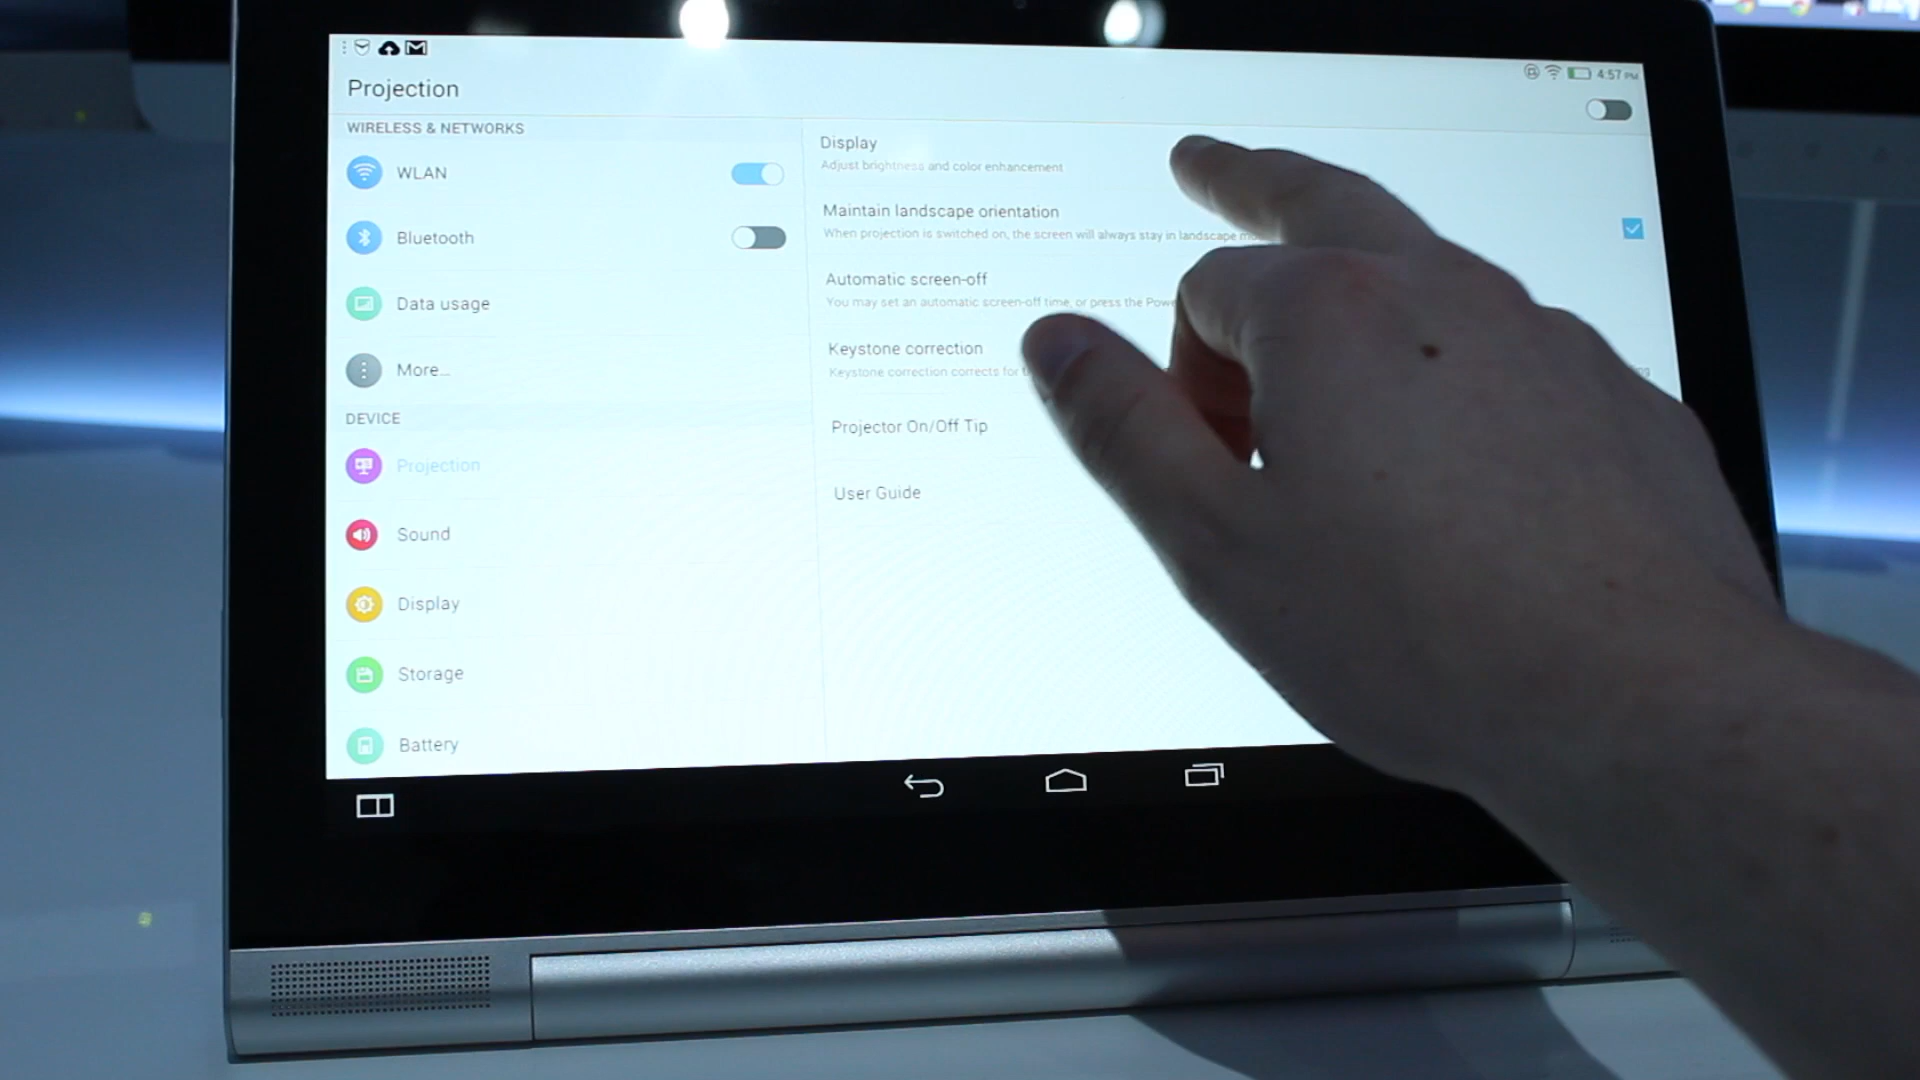 4:57 PM
Projection
WIRELESS & NETWORKS
WLAN
Bluetooth
Data usage
More...
DEVICE
Projection
Sound
Display
Storage
Battery
Display
Adjust brightness and color enhancement
Maintain landscape orientation
When projection is switched on, the screen will always stay in landscape
Automatic screen-off
You may set an automatic screen-off time, or press the
Keystone correction
Keystone correction corrects for
Projector On/Off Tip
User Guide